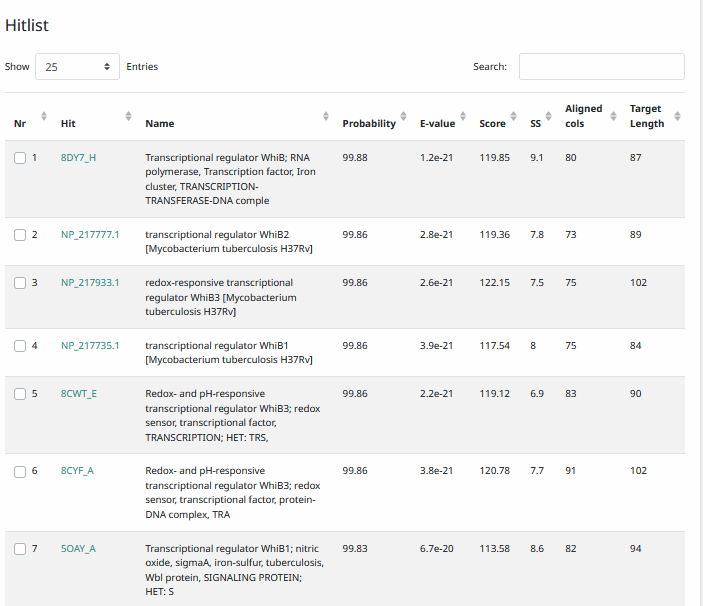 Hitlist
Show 25 Entries Search:
Nr Hit Name Probability E-value Score SS Aligned cols Target Length
1 8DY7_H Transcriptional regulator WhiB; RNA 99.88 1.2e-21 119.85 9.1 80 87
polymerase, Transcription factor, Iron
cluster, TRANSCRIPTION-
TRANSFERASE-DNA comple
2 NP_217777.1 transcriptional regulator WhiB2 99.86 2.8e-21 119.36 7.8 73 89
[Mycobacterium tuberculosis H37Rv]
3 NP_217933.1 redox-responsive transcriptional 99.86 2.6e-21 122.15 7.5 75 102
regulator WhiB3 [Mycobacterium
tuberculosis H37Rv]
4 NP_217735.1 transcriptional regulator WhiB1 99.86 3.9e-21 117.54 8 75 84
[Mycobacterium tuberculosis H37Rv]
5 8CWT_E Redox- and pH-responsive 99.86 2.2e-21 119.12 6.9 83 90
transcriptional regulator WhiB3; redox
sensor, transcriptional factor,
TRANSCRIPTION; HET: TRS,
6 8CYF_A Redox- and pH-responsive 99.86 3.8e-21 120.78 7.7 91 102
transcriptional regulator WhiB3; redox
sensor, transcriptional factor, protein-
DNA complex, TRA
7 5OAY_A Transcriptional regulator WhiB1; nitric 99.83 6.7e-20 113.58 8.6 82 94
oxide, sigmaA, iron-sulfur, tuberculosis,
Wbl protein, SIGNALING PROTEIN;
HET: S